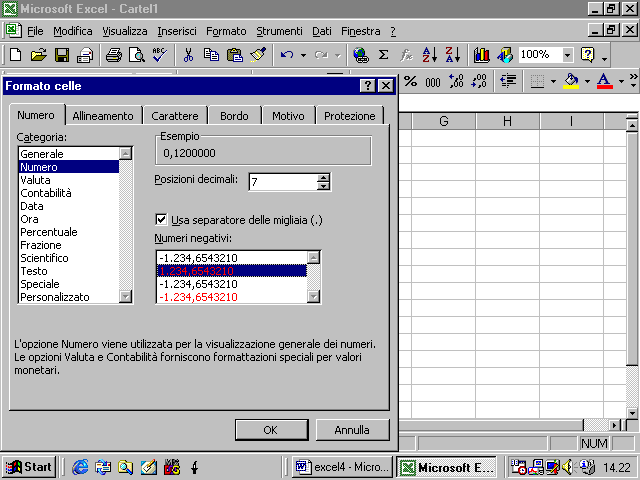 Microsoft Excel - Cartel1
File Modifica Visualizza Inserisci Formato Strumenti Dati Finestra ?
100%
% 000
Formato celle
Numero Allineamento Carattere Bordo Motivo Protezione
Categoria:
Generale
Numero
Valuta
Contabilità
Data
Ora
Percentuale
Frazione
Scientifico
Testo
Speciale
Personalizzato
Esempio
0,1200000
Posizioni decimali: 7
Usa separatore delle migliaia (.)
Numeri negativi:
-1.234,6543210
1.234,6543210
-1.234,6543210
-1.234,6543210
L'opzione Numero viene utilizzata per la visualizzazione generale dei numeri.
Le opzioni Valuta e Contabilità forniscono formattazioni speciali per valori
monetari.
OK Annulla
G H I
NUM
Start excel4 - Micro... Microsoft E... 14.22